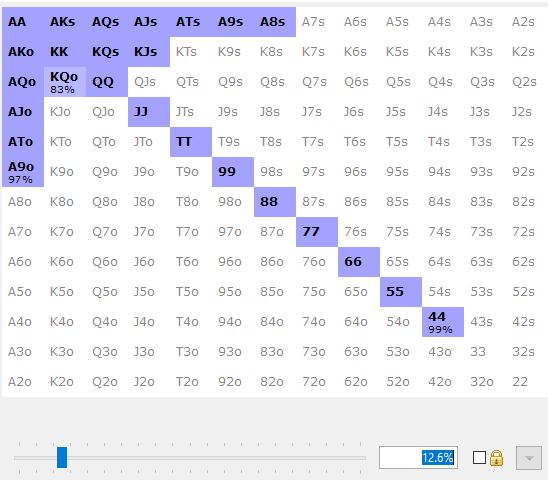 AA AKs AQs AJs ATs A9s A8s A7s A6s A5s A4s A3s A2s
AKo KK KQs KJs KTs K9s K8s K7s K6s K5s K4s K3s K2s
AQo KQo QQ QJs QTs Q9s Q8s Q7s Q6s Q5s Q4s Q3s Q2s
83%
AJo KJo QJo JJ JTs J9s J8s J7s J6s J5s J4s J3s J2s
ATo KTo QTo JTo TT T9s T8s T7s T6s T5s T4s T3s T2s
A9o K9o Q9o J9o T9o 99 98s 97s 96s 95s 94s 93s 92s
97%
A8o K8o Q8o J8o T8o 98o 88 87s 86s 85s 84s 83s 82s
A7o K7o Q7o J7o T7o 97o 87o 77 76s 75s 74s 73s 72s
A6o K6o Q6o J6o T6o 96o 86o 76o 66 65s 64s 63s 62s
A5o K5o Q5o J5o T5o 95o 85o 75o 65o 55 54s 53s 52s
A4o K4o Q4o J4o T4o 94o 84o 74o 64o 54o 44 43s 42s
99%
A3o K3o Q3o J3o T3o 93o 83o 73o 63o 53o 43o 33 32s
A2o K2o Q2o J2o T2o 92o 82o 72o 62o 52o 42o 32o 22
12.6%